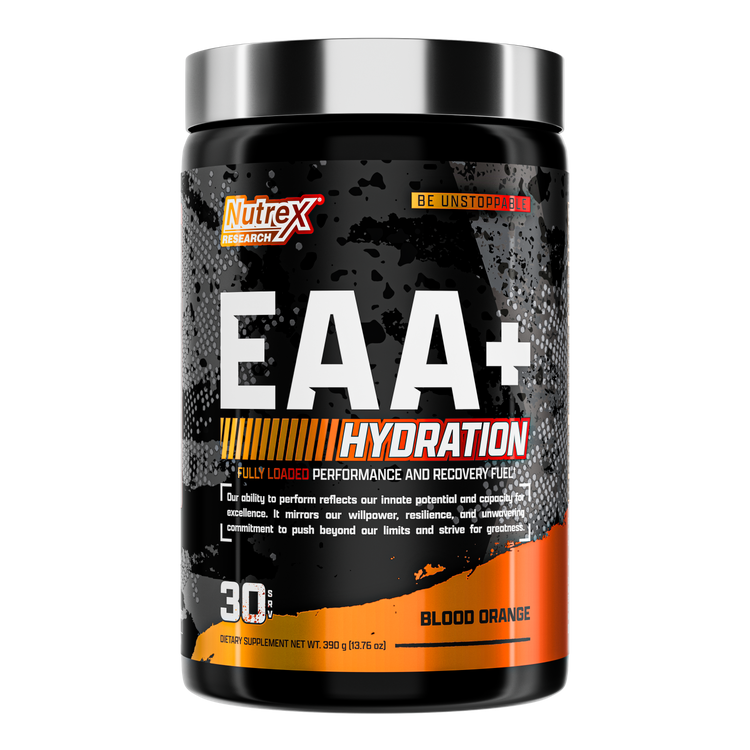 Nutrex®
RESEARCH
BE UNSTOPPABLE
EAA+
HYDRATION
FULLY LOADED PERFORMANCE AND RECOVERY FUEL
Our ability to perform reflects our innate potential and capacity for
excellence. It mirrors our willpower, resilience, and unwavering
commitment to push beyond our limits and strive for greatness.
30 SRV
BLOOD ORANGE
DIETARY SUPPLEMENT NET WT. 390 g (13.76 oz)